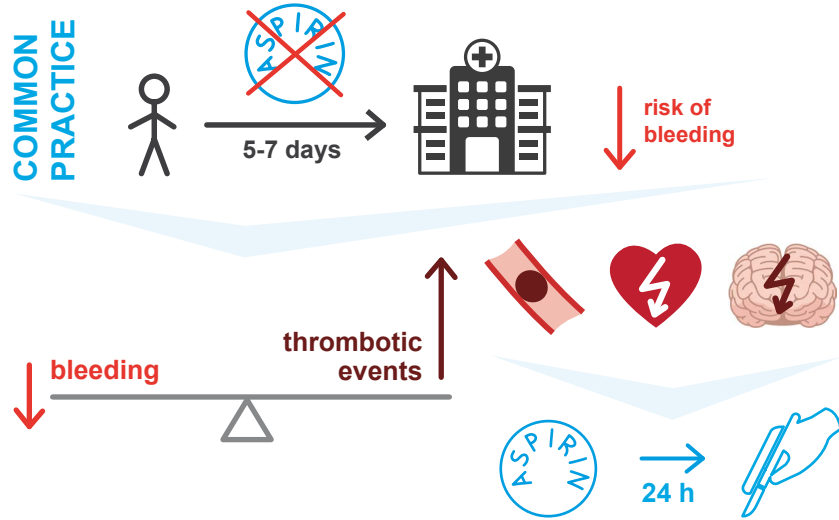 COMMON
PRACTICE
ASPIRIN
5-7 days
risk of
bleeding
bleeding
thrombotic
events
ASPIRIN
24 h